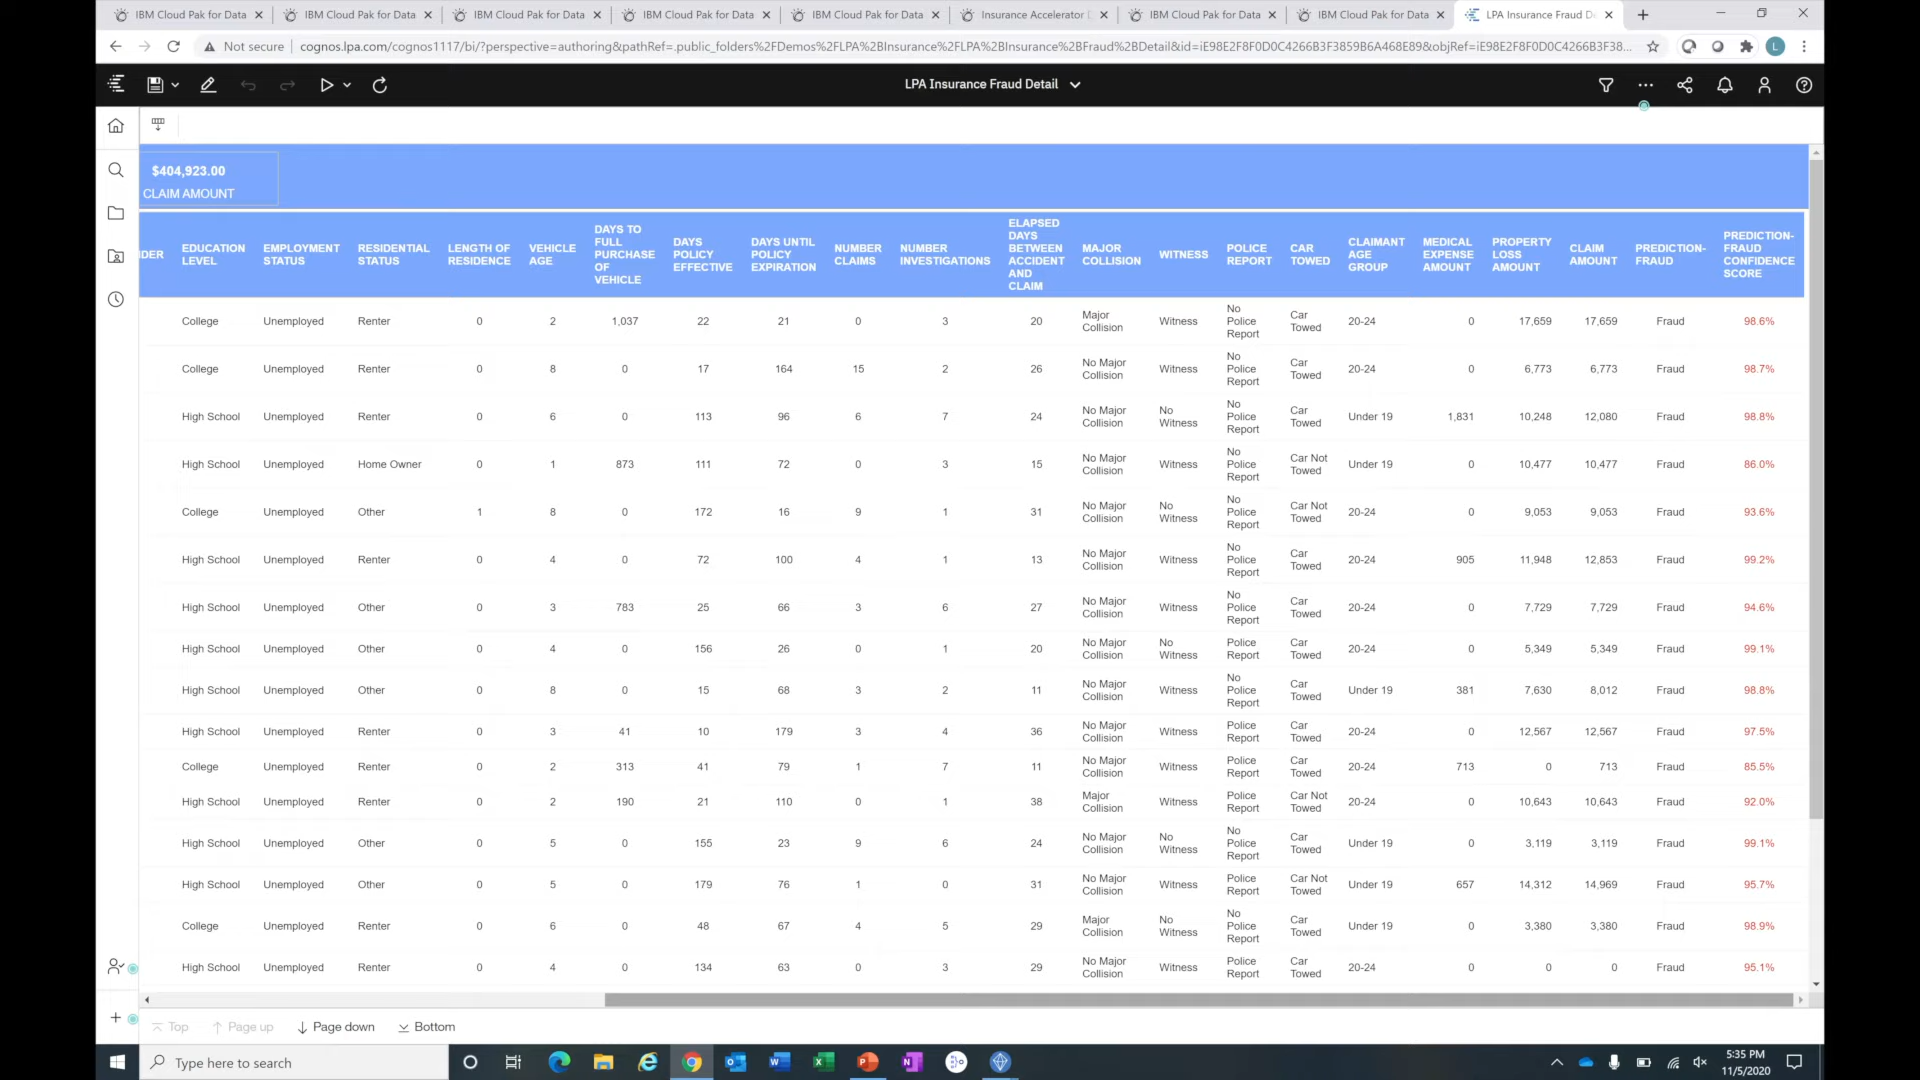 IBM Cloud Pak for Data IBM Cloud Pak for Data IBM Cloud Pak for Data IBM Cloud Pak for Data IBM Cloud Pak for Data Insurance Accelerator IBM Cloud Pak for Data IBM Cloud Pak for Data LPA Insurance Fraud De
Not secure cognos.lpa.com/cognos1117/bi/?perspective=authoring&pathRef=.public_folders%2FDemos%2FLPA%2BInsurance%2FLPA%2BInsurance%2BFraud%2BDetail&id=iE98E2F8F0D0C4266B3F3859B6A468E89&objRef=iE98E2F8F0D0C4266B3F38... L
LPA Insurance Fraud Detail
$404,923.00
CLAIM AMOUNT
IDER EDUCATION LEVEL EMPLOYMENT STATUS RESIDENTIAL STATUS LENGTH OF RESIDENCE VEHICLE AGE DAYS TO FULL PURCHASE OF VEHICLE DAYS POLICY EFFECTIVE DAYS UNTIL POLICY EXPIRATION NUMBER CLAIMS NUMBER INVESTIGATIONS ELAPSED DAYS BETWEEN ACCIDENT AND CLAIM MAJOR COLLISION WITNESS POLICE REPORT CAR TOWED CLAIMANT AGE GROUP MEDICAL EXPENSE AMOUNT PROPERTY LOSS AMOUNT CLAIM AMOUNT PREDICTION-FRAUD PREDICTION-FRAUD CONFIDENCE SCORE
College Unemployed Renter 0 2 1,037 22 21 0 3 20 Major Collision Witness No Police Report Car Towed 20-24 0 17,659 17,659 Fraud 98.6%
College Unemployed Renter 0 8 0 17 164 15 2 26 No Major Collision Witness No Police Report Car Towed 20-24 0 6,773 6,773 Fraud 98.7%
High School Unemployed Renter 0 6 0 113 96 6 7 24 No Major Collision No Witness No Police Report Car Towed Under 19 1,831 10,248 12,080 Fraud 98.8%
High School Unemployed Home Owner 0 1 873 111 72 0 3 15 No Major Collision Witness No Police Report Car Not Towed Under 19 0 10,477 10,477 Fraud 86.0%
College Unemployed Other 1 8 0 172 16 9 1 31 No Major Collision No Witness No Police Report Car Not Towed 20-24 0 9,053 9,053 Fraud 93.6%
High School Unemployed Renter 0 4 0 72 100 4 1 13 No Major Collision Witness No Police Report Car Towed 20-24 905 11,948 12,853 Fraud 99.2%
High School Unemployed Other 0 3 783 25 66 3 6 27 No Major Collision Witness No Police Report Car Towed 20-24 0 7,729 7,729 Fraud 94.6%
High School Unemployed Other 0 4 0 156 26 0 1 20 No Major Collision No Witness Police Report Car Towed 20-24 0 5,349 5,349 Fraud 99.1%
High School Unemployed Other 0 8 0 15 68 3 2 11 No Major Collision Witness No Police Report Car Towed Under 19 381 7,630 8,012 Fraud 98.8%
High School Unemployed Renter 0 3 41 10 179 3 4 36 No Major Collision Witness Police Report Car Towed 20-24 0 12,567 12,567 Fraud 97.5%
College Unemployed Renter 0 2 313 41 79 1 7 11 No Major Collision Witness Police Report Car Towed 20-24 713 0 713 Fraud 85.5%
High School Unemployed Renter 0 2 190 21 110 0 1 38 Major Collision Witness Police Report Car Not Towed 20-24 0 10,643 10,643 Fraud 92.0%
High School Unemployed Other 0 5 0 155 23 9 6 24 No Major Collision No Witness No Police Report Car Towed Under 19 0 3,119 3,119 Fraud 99.1%
High School Unemployed Other 0 5 0 179 76 1 0 31 No Major Collision Witness Police Report Car Not Towed Under 19 657 14,312 14,969 Fraud 95.7%
College Unemployed Renter 0 6 0 48 67 4 5 29 Major Collision No Witness No Police Report Car Towed Under 19 0 3,380 3,380 Fraud 98.9%
High School Unemployed Renter 0 4 0 134 63 0 3 29 No Major Collision Witness Police Report Car Towed 20-24 0 0 0 Fraud 95.1%
Top Page up Page down Bottom
Type here to search
5:35 PM
11/5/2020